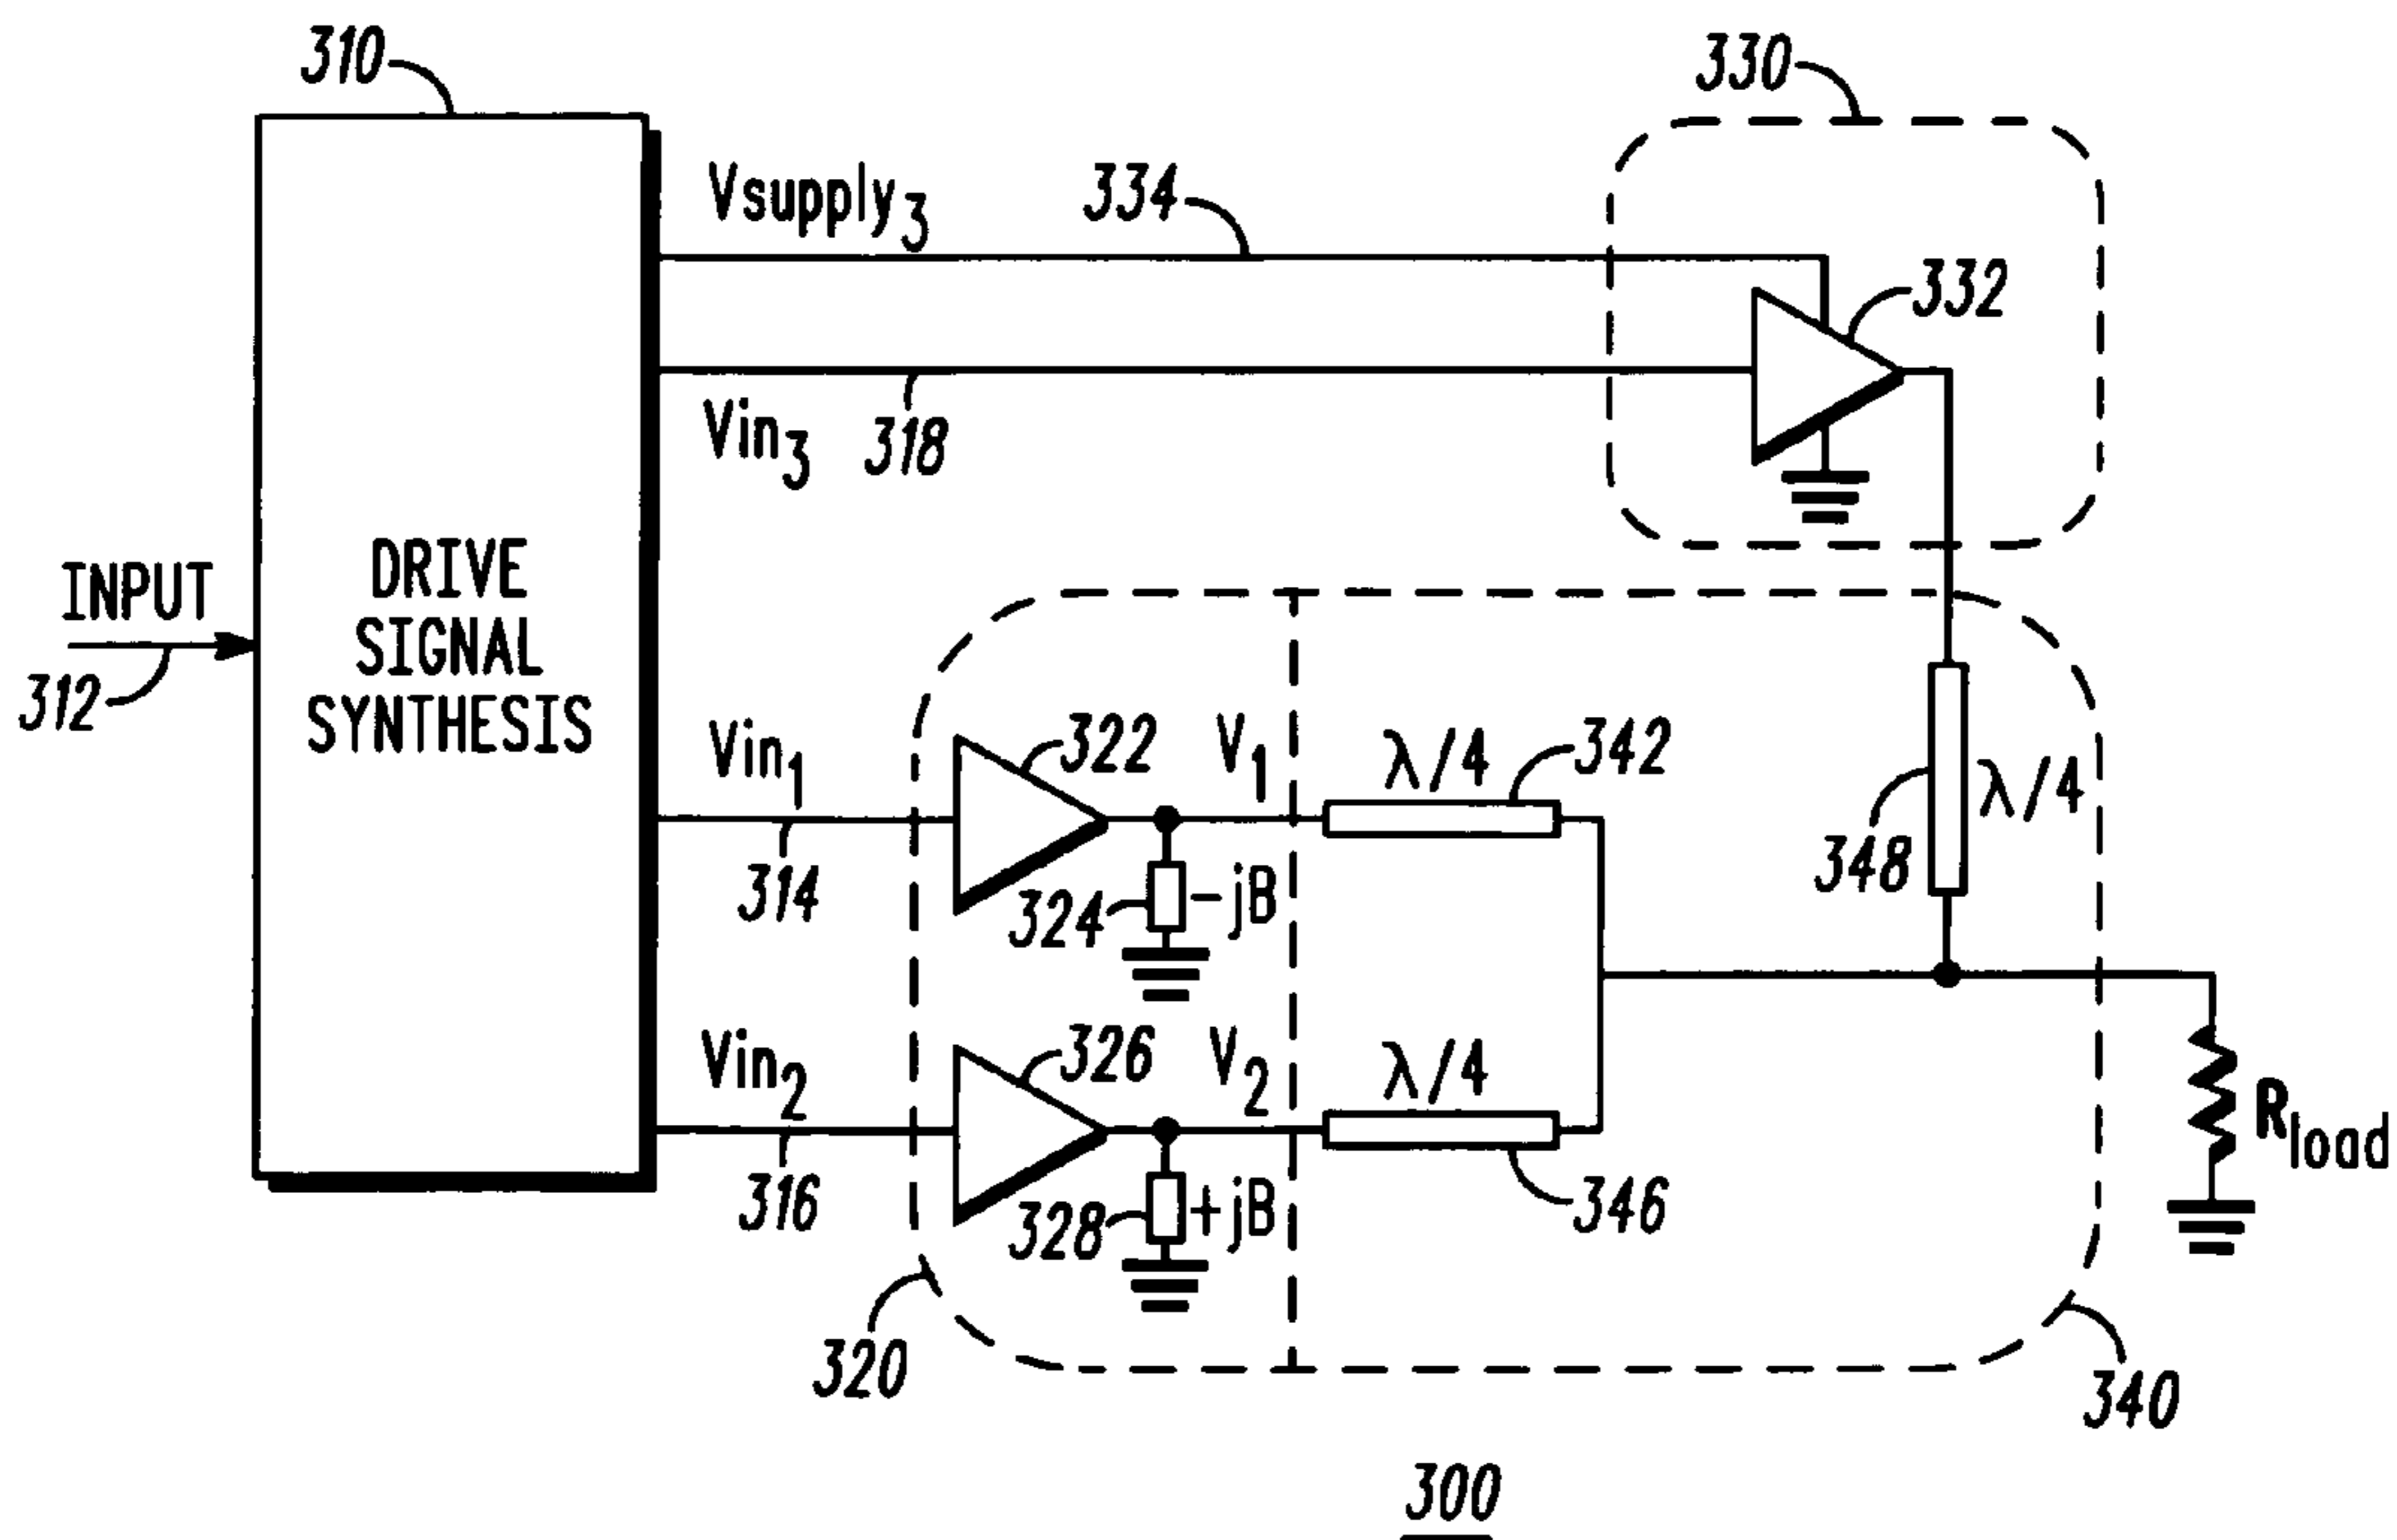 310
330
Vsupply3
334
332
Vin3
318
INPUT
312
DRIVE
SIGNAL
SYNTHESIS
Vin1
314
322
V1
λ/4
342
324
-jB
348
λ/4
Vin2
316
326
V2
λ/4
346
328
+jB
Rload
320
340
300